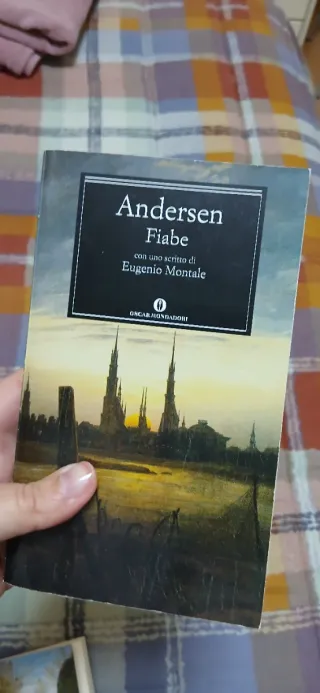 Andersen
Fiabe
con uno scritto di
Eugenio Montale
OSCAR MONDADORI